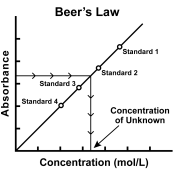 Beer's Law
Standard 1
Standard 2
Standard 3
Standard 4
Absorbance
Concentration
of Unknown
Concentration (mol/L)